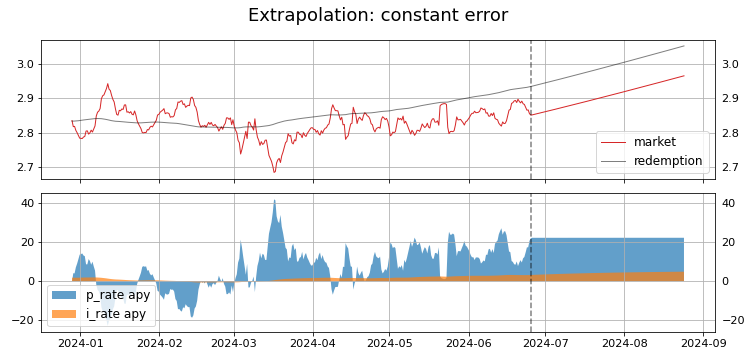 Extrapolation: constant error
3.0 3.0
2.9 2.9
2.8 2.8
2.7 2.7
market
redemption
40 40
20 20
0 0
−20 −20
p_rate apy
i_rate apy
2024-01 2024-02 2024-03 2024-04 2024-05 2024-06 2024-07 2024-08 2024-09